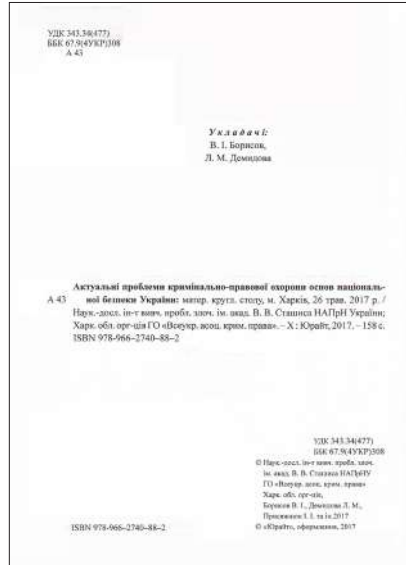 УДК 343.34(477)
ББК 67.9(4УКР)308
А 43
Укладачі:
В. І. Борисов,
Л. М. Демидова
Актуальні проблеми кримінально-правової охорони основ національ-
А 43 ної безпеки України: матер. кругл. столу, м. Харків, 26 трав. 2017 р. /
Наук.-досл. ін-т вивч. пробл. злоч. ім. акад. В. В. Сташиса НАПрН України;
Харк. обл. орг-ція ГО «Всеукр. асоц. крим. права». – Х : Юрайт, 2017. – 158 с.
ISBN 978-966-2740-88-2
УДК 343.34(477)
ББК 67.9(4УКР)308
© Наук.-досл. ін-т вивч. пробл. злоч.
ім. акад. В. В. Сташиса НАПрНУ
ГО «Всеукр. асоц. крим. права»
Харк. обл. орг-ція,
Борисов В. І., Демидова Л. М.,
та ін 2017
ISBN 978-966-2740-88-2
© «Юрайт», оформлення, 2017